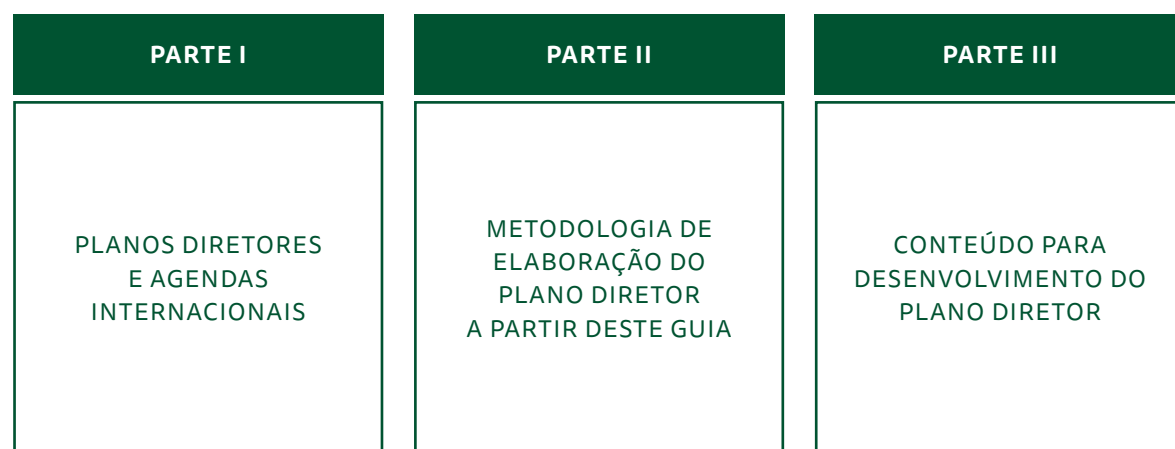 PARTE I
PLANOS DIRETORES
E AGENDAS
INTERNACIONAIS
PARTE II
METODOLOGIA DE
ELABORAÇÃO DO
PLANO DIRETOR
A PARTIR DESTE GUIA
PARTE III
CONTEÚDO PARA
DESENVOLVIMENTO DO
PLANO DIRETOR